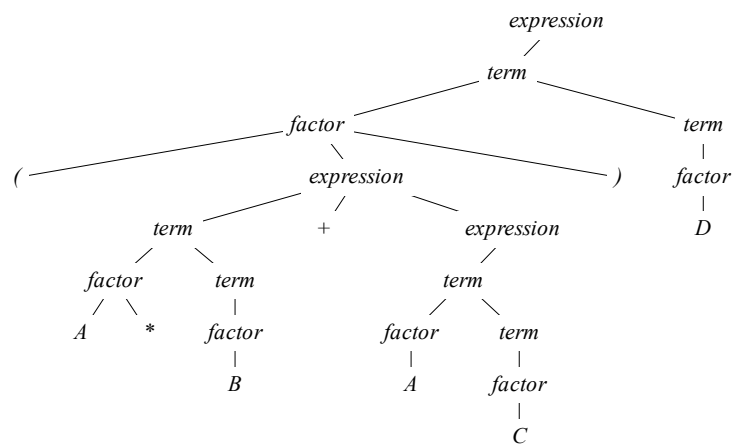 expression
term
factor term
( expression ) factor
term + expression D
factor term term
A * factor factor term
B A factor
C